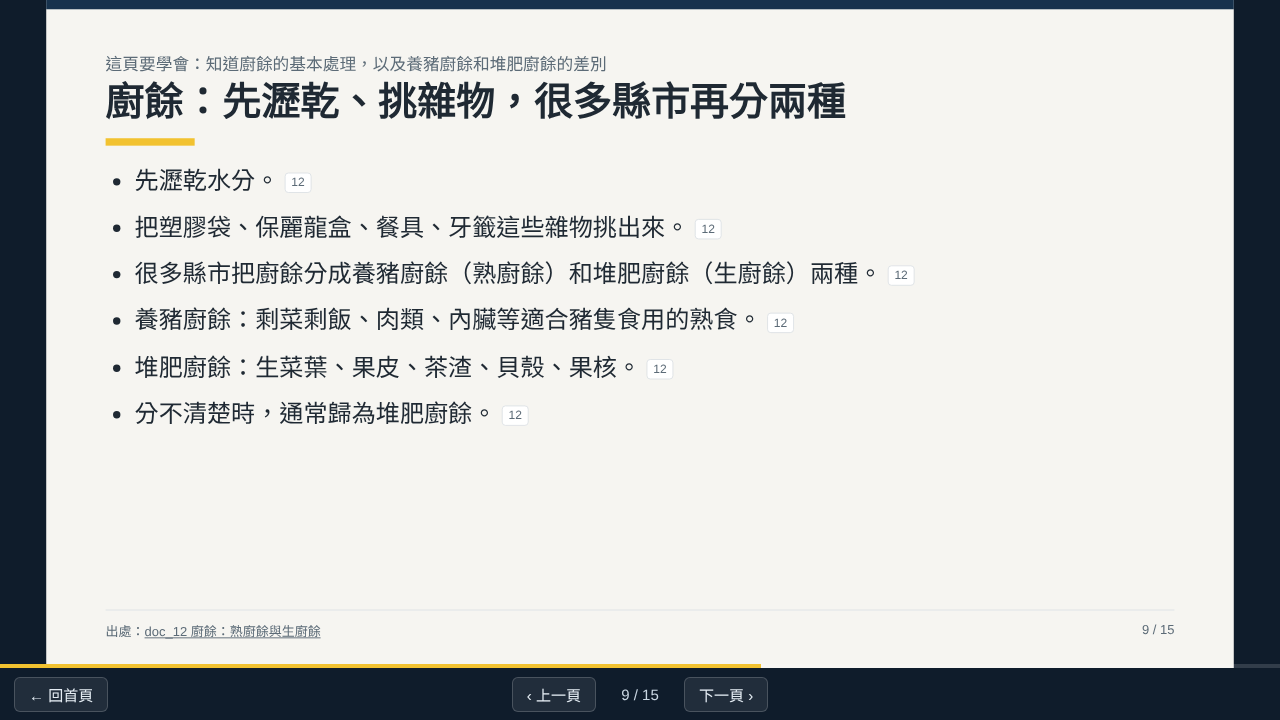 這頁要學會：知道廚餘的基本處理，以及養豬廚餘和堆肥廚餘的差別
廚餘：先瀝乾、挑雜物，很多縣市再分兩種
• 先瀝乾水分。 12
• 把塑膠袋、保麗龍盒、餐具、牙籤這些雜物挑出來。 12
• 很多縣市把廚餘分成養豬廚餘（熟廚餘）和堆肥廚餘（生廚餘）兩種。 12
• 養豬廚餘：剩菜剩飯、肉類、內臟等適合豬隻食用的熟食。 12
• 堆肥廚餘：生菜葉、果皮、茶渣、貝殼、果核。 12
• 分不清楚時，通常歸為堆肥廚餘。 12
出處：doc_12 廚餘：熟廚餘與生廚餘
9 / 15
← 回首頁
‹ 上一頁
9 / 15
下一頁 ›